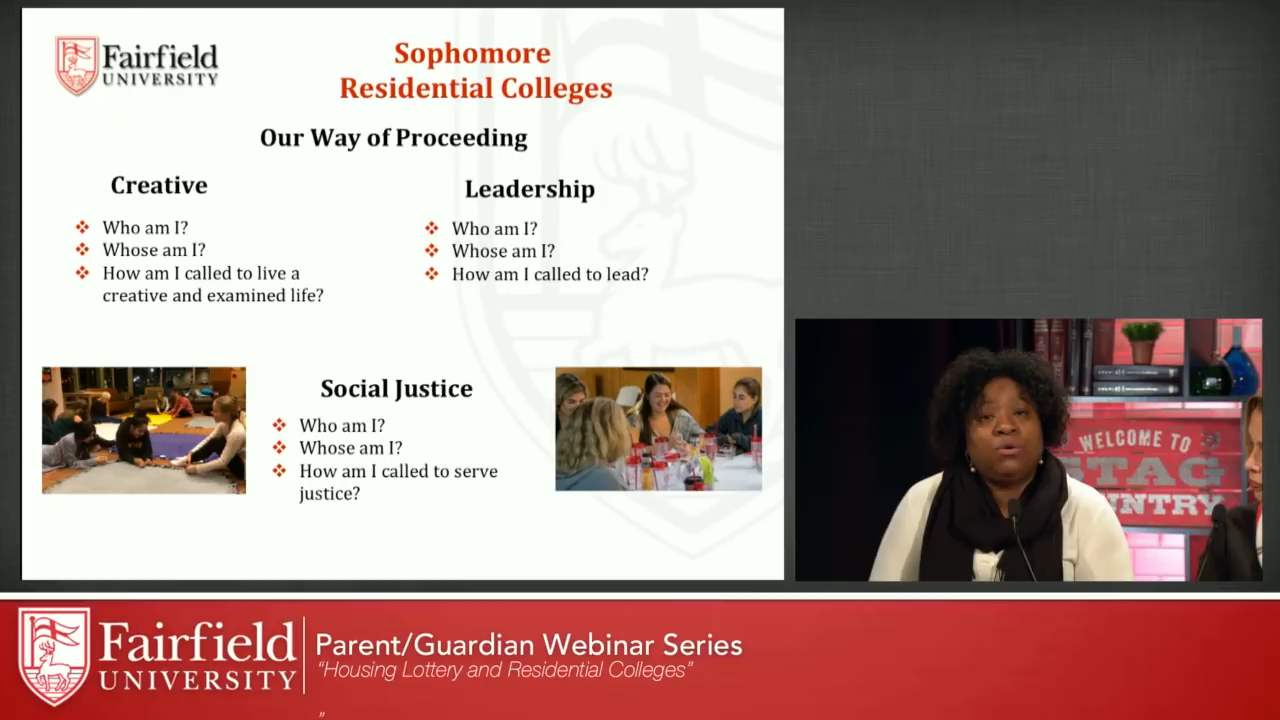 Fairfield
UNIVERSITY
Sophomore
Residential Colleges
Our Way of Proceeding
Creative
❖ Who am I?
❖ Whose am I?
❖ How am I called to live a
creative and examined life?
Leadership
❖ Who am I?
❖ Whose am I?
❖ How am I called to lead?
Social Justice
❖ Who am I?
❖ Whose am I?
❖ How am I called to serve
justice?
WELCOME TO
STAG
Fairfield
UNIVERSITY
Parent/Guardian Webinar Series
“Housing Lottery and Residential Colleges”
”